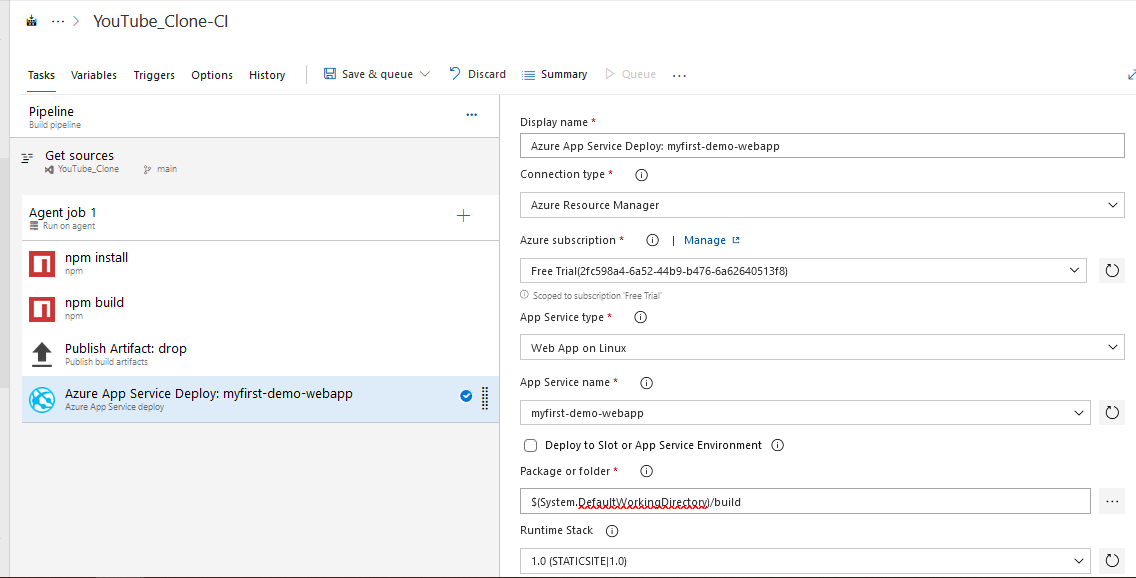 ··· > YouTube_Clone-CI
Tasks Variables Triggers Options History Save & queue Discard Summary Queue ...
Pipeline
Build pipeline
Get sources
YouTube_Clone main
Agent job 1
Run on agent
npm install
npm
npm build
npm
Publish Artifact: drop
Publish build artifacts
Azure App Service Deploy: myfirst-demo-webapp
Azure App Service deploy
Display name *
Azure App Service Deploy: myfirst-demo-webapp
Connection type *
Azure Resource Manager
Azure subscription * | Manage
Free Trial(2fc598a4-6a52-44b9-b476-6a62640513f8)
Scoped to subscription 'Free Trial'
App Service type *
Web App on Linux
App Service name *
myfirst-demo-webapp
Deploy to Slot or App Service Environment
Package or folder *
$(System.DefaultWorkingDirectory)/build
Runtime Stack
1.0 (STATICSITE|1.0)